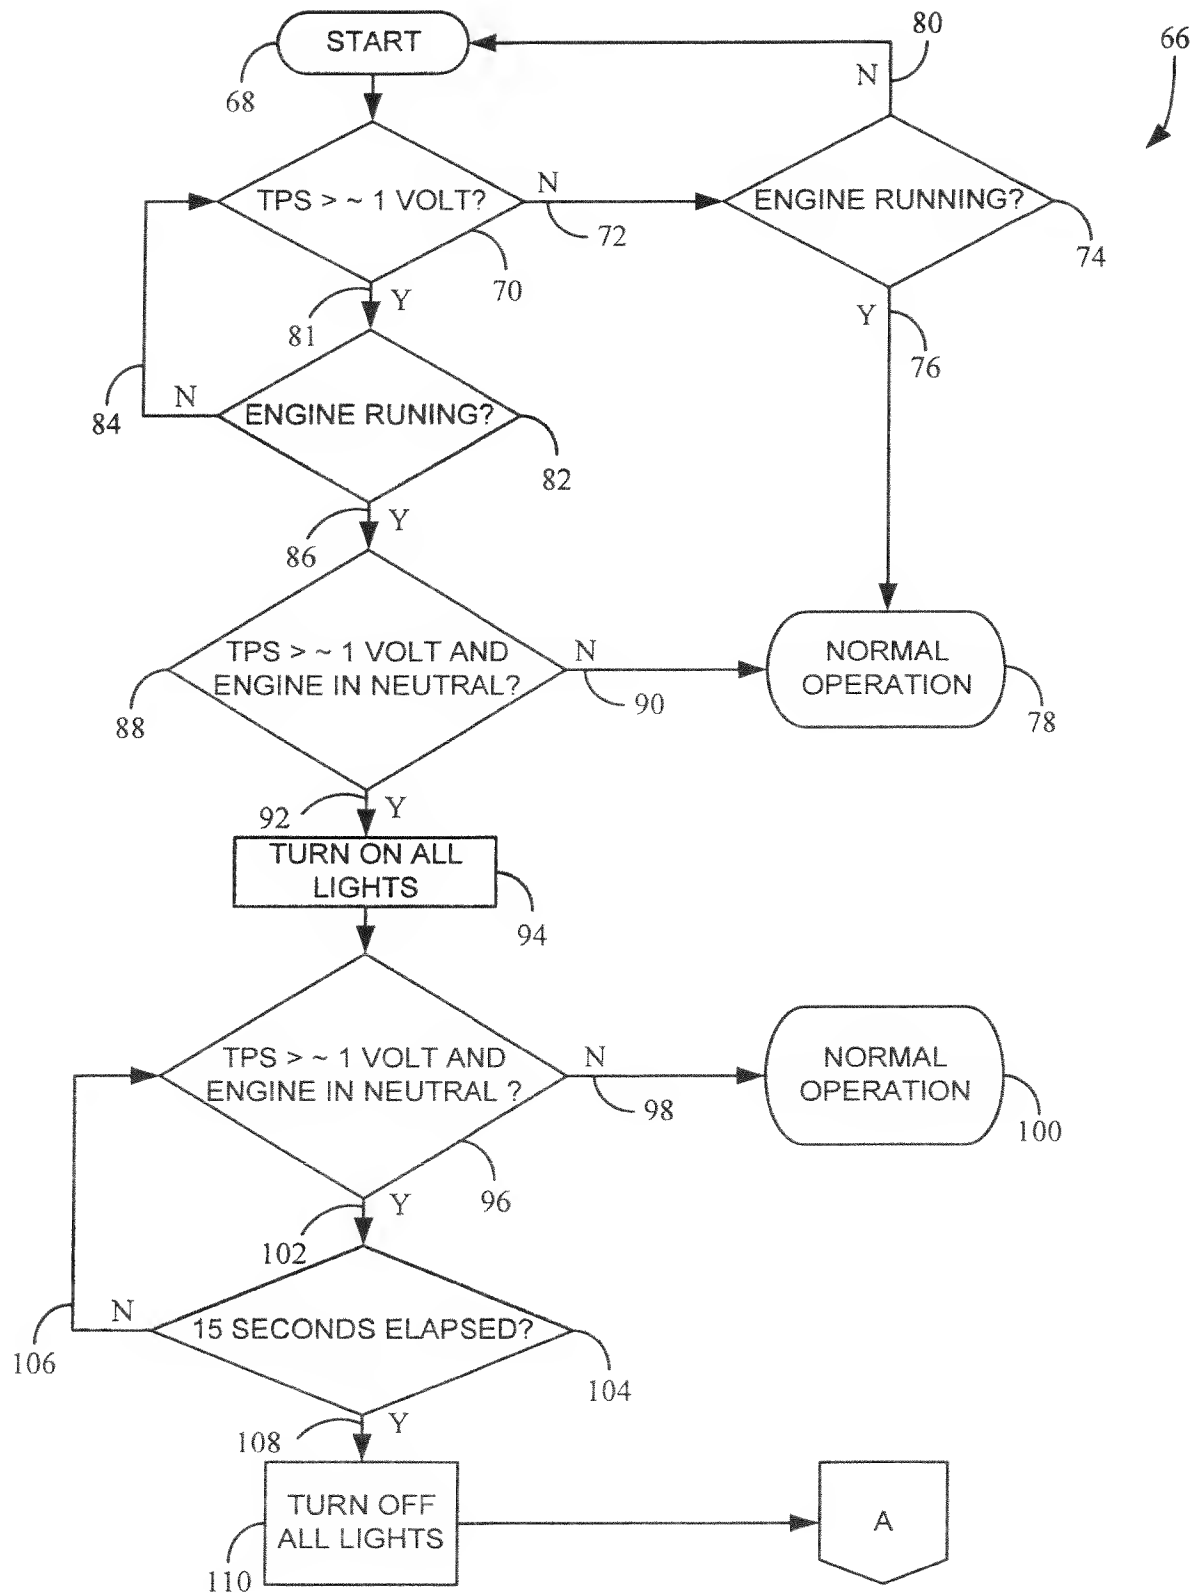 START
80
66
N
68
TPS > ~ 1 VOLT?
N
72
ENGINE RUNNING?
74
70
81
Y
Y
76
84
N
ENGINE RUNING?
82
86
Y
TPS > ~ 1 VOLT AND
ENGINE IN NEUTRAL?
N
90
88
NORMAL
OPERATION
78
92
Y
TURN ON ALL
LIGHTS
94
TPS > ~ 1 VOLT AND
ENGINE IN NEUTRAL ?
N
98
NORMAL
OPERATION
100
96
102
Y
106
N
15 SECONDS ELAPSED?
104
108
Y
TURN OFF
ALL LIGHTS
110
A